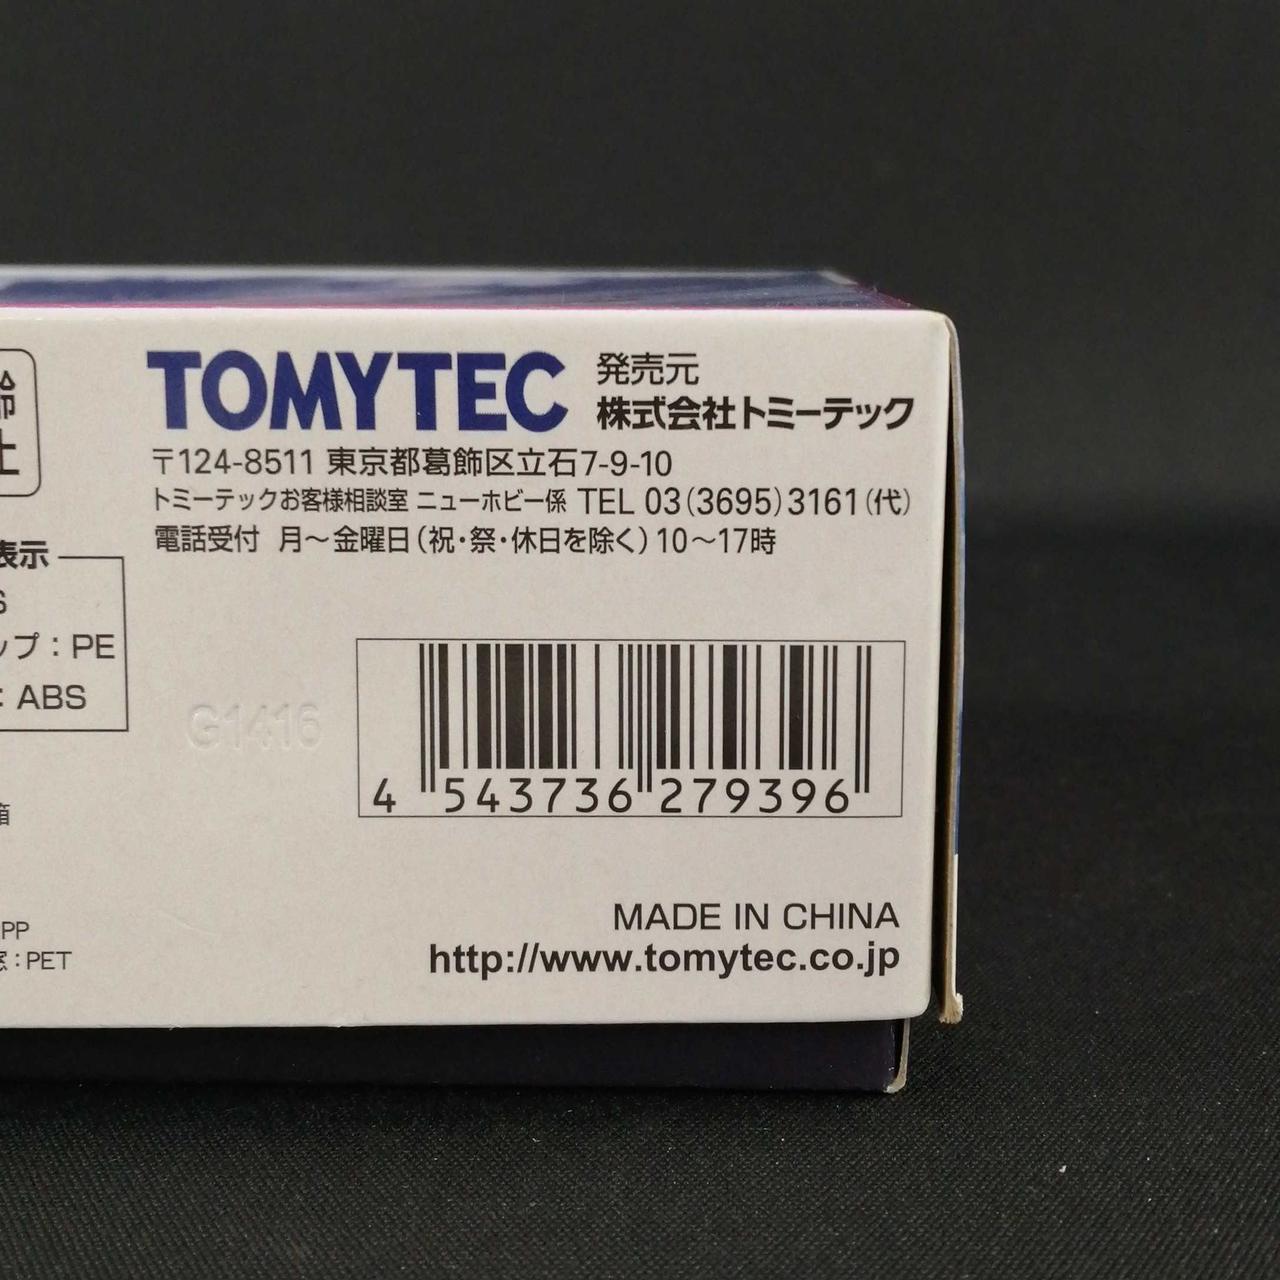 TOMYTEC
発売元
株式会社トミーテック
〒124-8511 東京都葛飾区立石7-9-10
トミーテックお客様相談室 ニューホビー係 TEL 03(3695)3161(代)
電話受付 月～金曜日(祝・祭・休日を除く)10～17時
表示
S
ップ：PE
：ABS
G1416
4 543736 279396
箱
PP
窓：PET
MADE IN CHINA
http://www.tomytec.co.jp